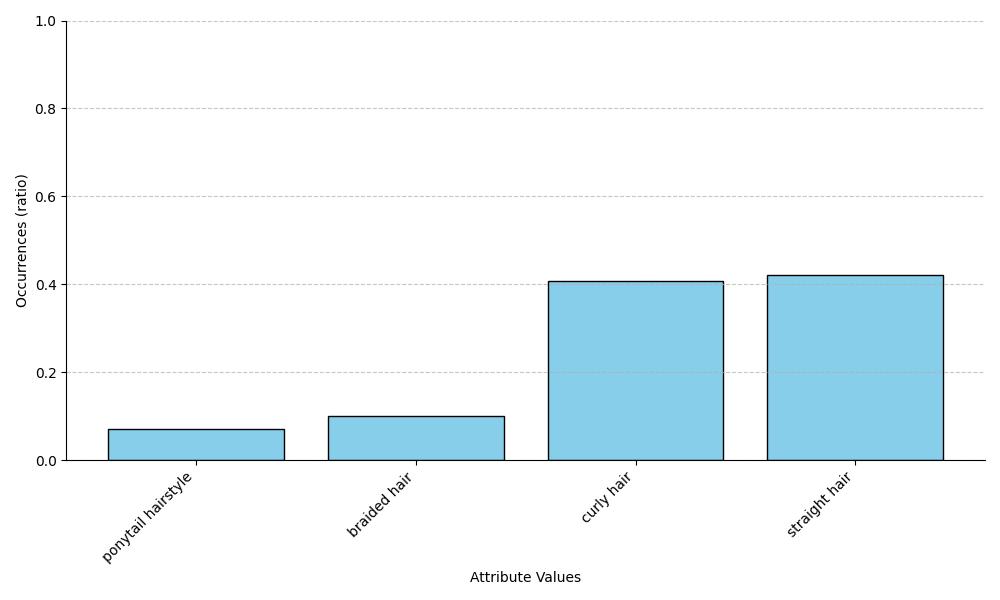 1.0
0.8
0.6
0.4
0.2
0.0
Occurrences (ratio)
ponytail hairstyle
braided hair
curly hair
straight hair
Attribute Values